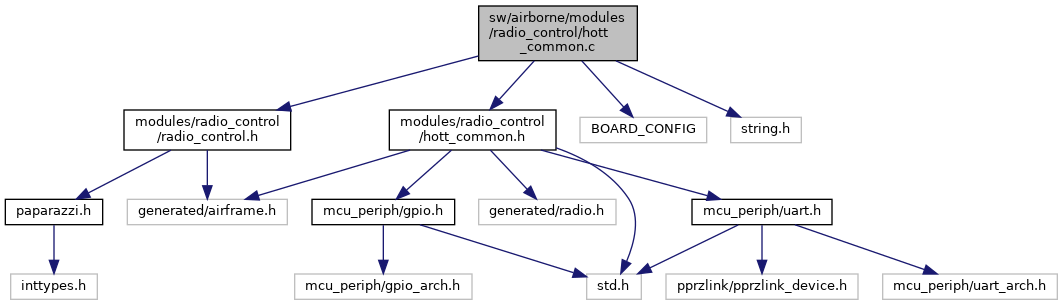 sw/airborne/modules
/radio_control/hott
_common.c
modules/radio_control
/radio_control.h
modules/radio_control
/hott_common.h
BOARD_CONFIG
string.h
paparazzi.h
generated/airframe.h
mcu_periph/gpio.h
generated/radio.h
mcu_periph/uart.h
inttypes.h
mcu_periph/gpio_arch.h
std.h
pprzlink/pprzlink_device.h
mcu_periph/uart_arch.h